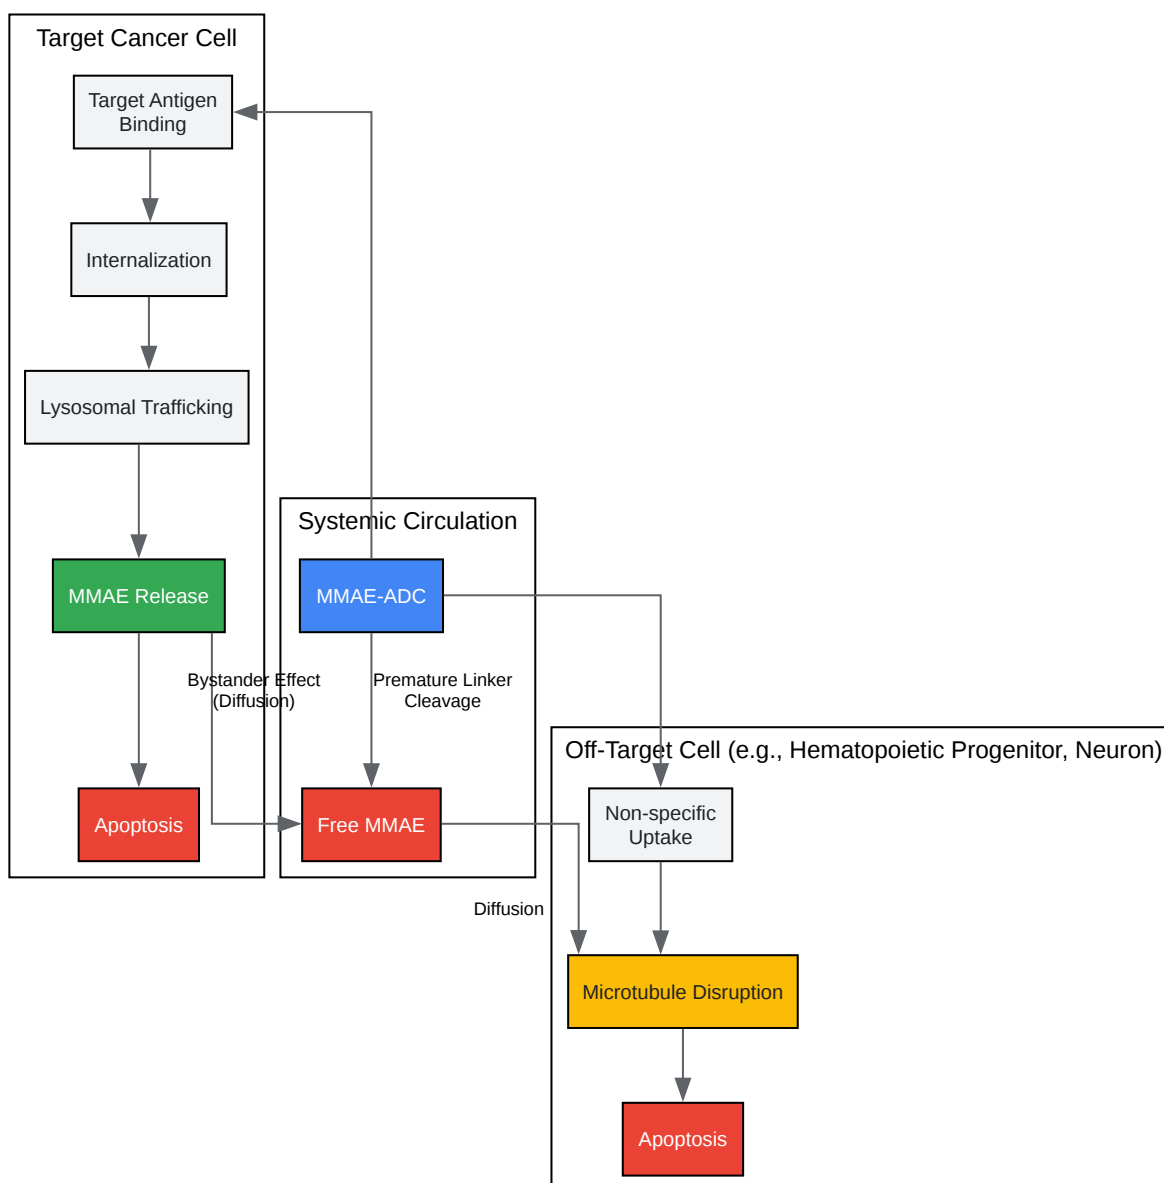 Target Cancer Cell
Target Antigen
Binding
Internalization
Lysosomal Trafficking
Systemic Circulation
MMAE Release
MMAE-ADC
Bystander Effect
(Diffusion)
Premature Linker
Cleavage
Off-Target Cell (e.g., Hematopoietic Progenitor, Neuron)
Apoptosis
Free MMAE
Non-specific
Uptake
Diffusion
Microtubule Disruption
Apoptosis